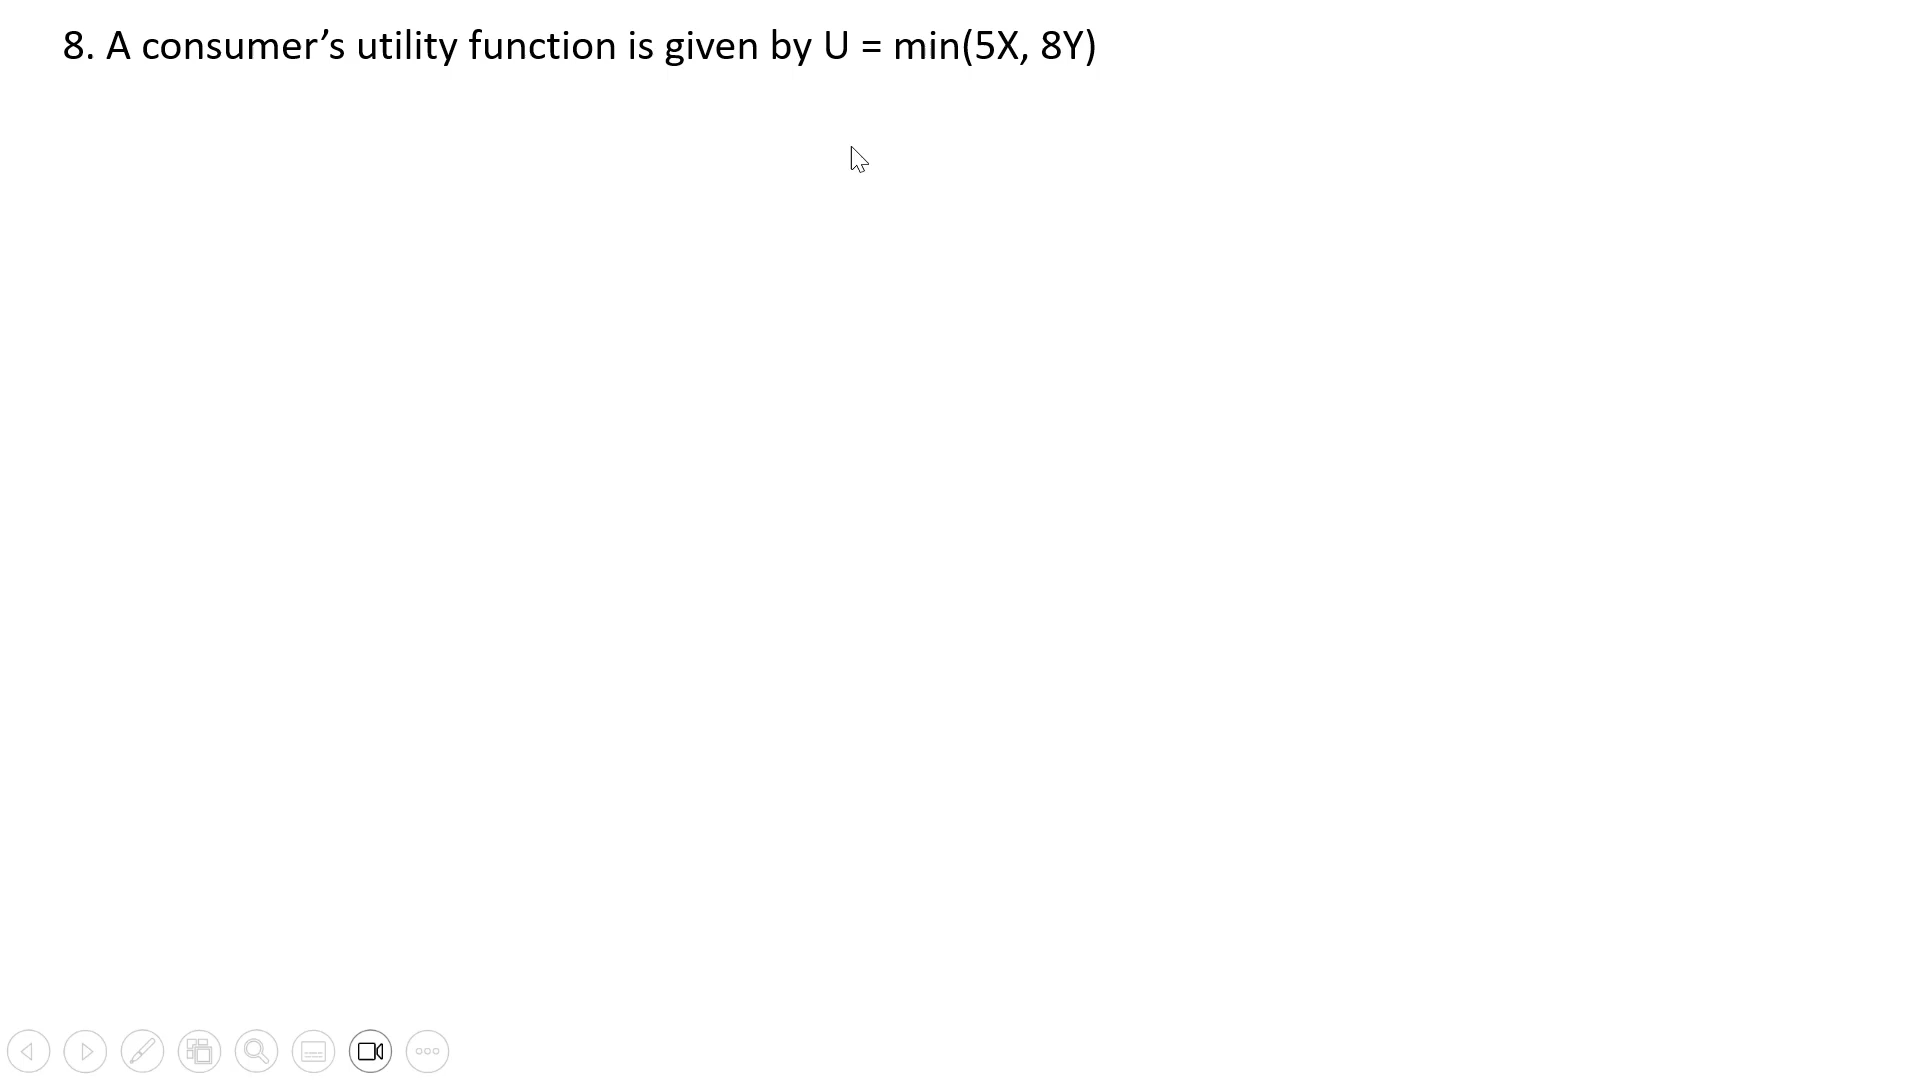 8. A consumer’s utility function is given by U = min(5X, 8Y)